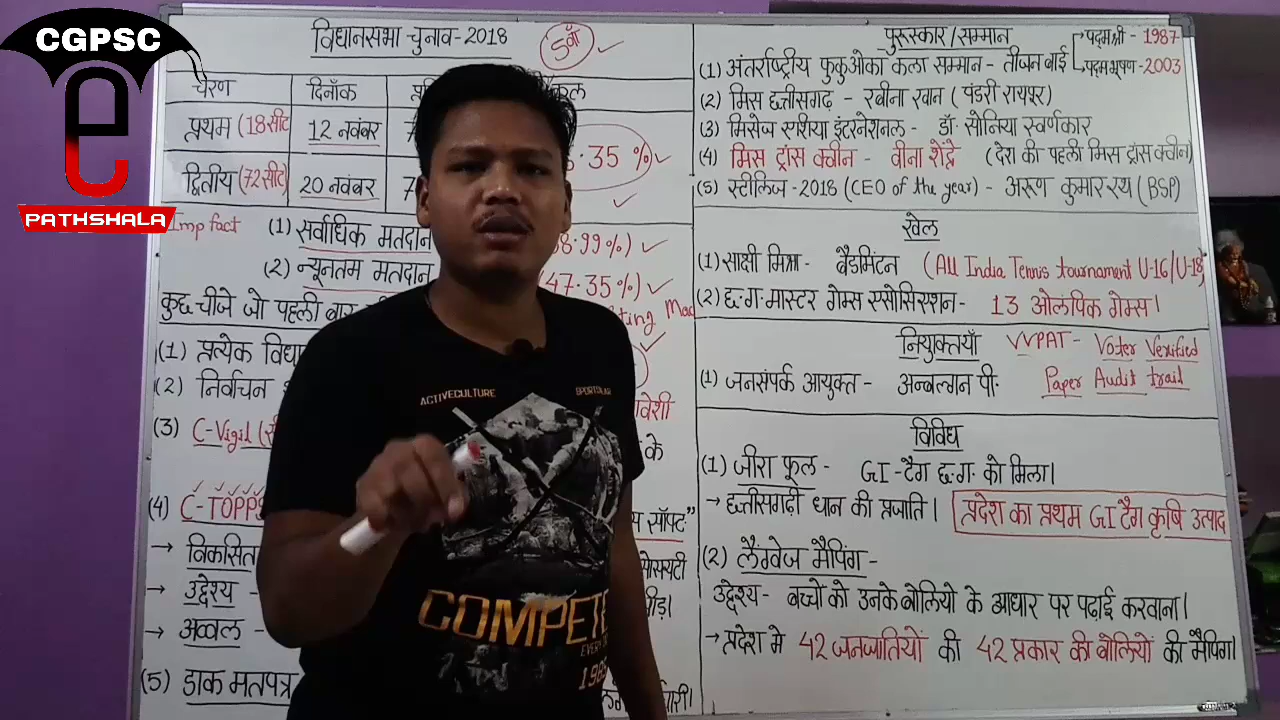 CGPSC
e
PATHSHALA
विधानसभा चुनाव-2018
5वाँ
चरण दिनाँक
प्रथम (18 सीट 12 नवंबर
.35 %
द्वितीय (72 सीट) 20 नवंबर
Imp fact (1) सर्वाधिक मतदान 8.99%)
(2) न्यूनतम मतदान (47.35%)
कुछ चीजे जो पहली बार
(1) प्रत्येक विधा
(2) निर्वाचन
(3) C-Vigil के
(4) C-TOPPS सॉफ्ट"
→ विकसित
→ उद्देश्य -
→ अव्वल -
(5) डाक मतपत्र
ACTIVECULTURE
COMPETE
पुरूस्कार/सम्मान
पद्मश्री - 1987
पद्मभूषण-2003
(1) अंतर्राष्ट्रीय फुकुओका कला सम्मान - तीजन बाई
(2) मिस छत्तीसगढ़ - रवीना खान (पंडरी रायपुर)
(3) मिसेज एशिया इंटरनेशनल - डॉ. सोनिया स्वर्णकार
(4) मिस ट्रांस क्वीन - वीना शेंद्रे (देश की पहली मिस ट्रांस क्वीन)
(5) स्टीलिज-2018 (CEO of the year) - अरूण कुमार रथ (BSP)
खेल
(1) साक्षी मिश्रा - बैडमिंटन (All India Tennis tournament U-16/U-18)
(2) छ.ग. मास्टर गेम्स एसोसिएशन - 13 ओलंपिक गेम्स।
नियुक्तियाँ VVPAT - Voter Verified
(1) जनसंपर्क आयुक्त - अन्बलगन पी. Paper Audit trail
विविध
(1) जीरा फूल - GI-टैग छ.ग. को मिला।
→ छत्तीसगढ़ी धान की प्रजाति। प्रदेश का प्रथम GI टैग कृषि उत्पाद
(2) लैंग्वेज मैपिंग -
उद्देश्य - बच्चों को उनके बोलियो के आधार पर पढ़ाई करवाना।
→ प्रदेश मे 42 जनजातियों की 42 प्रकार की बोलियों की मैपिंग।